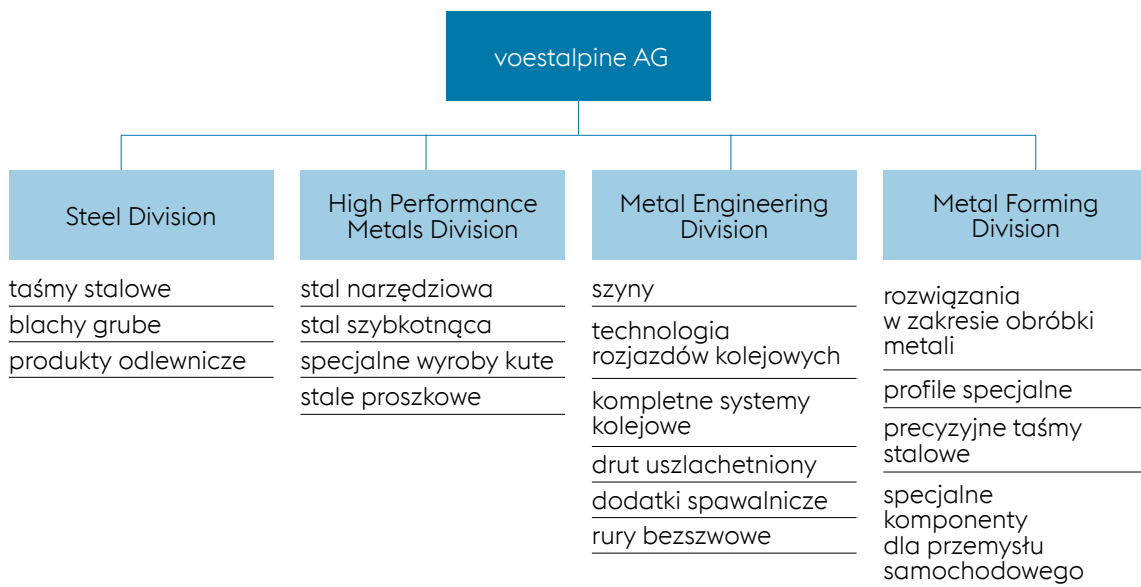 voestalpine AG
Steel Division
taśmy stalowe
blachy grube
produkty odlewnicze
High Performance
Metals Division
stal narzędziowa
stal szybkotnąca
specjalne wyroby kute
stale proszkowe
Metal Engineering
Division
szyny
technologia
rozjazdów kolejowych
kompletne systemy
kolejowe
drut uszlachetniony
dodatki spawalnicze
rury bezszwowe
Metal Forming
Division
rozwiązania
w zakresie obróbki
metali
profile specjalne
precyzyjne taśmy
stalowe
specjalne
komponenty
dla przemysłu
samochodowego